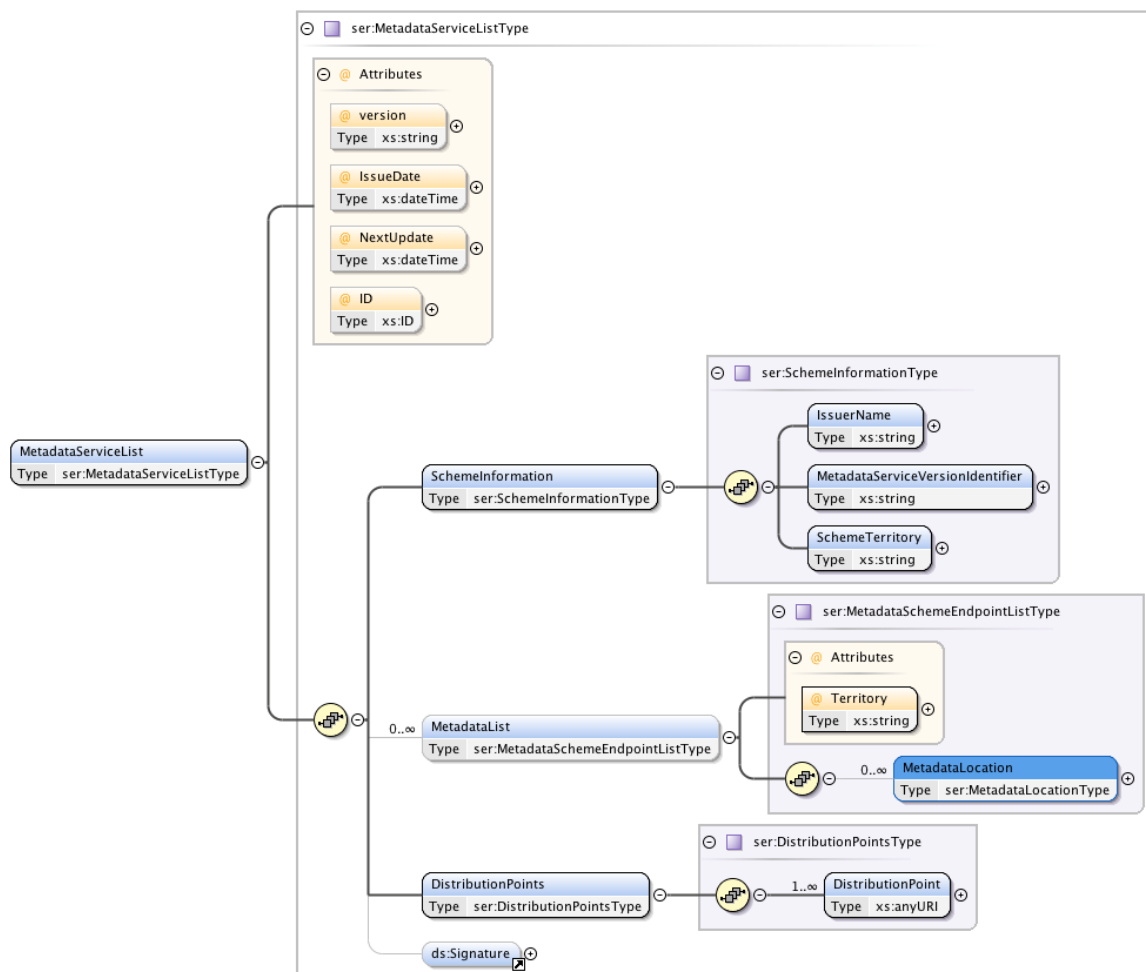 ser:MetadataServiceListType
@ Attributes
@ version
Type xs:string
@ IssueDate
Type xs:dateTime
@ NextUpdate
Type xs:dateTime
@ ID
Type xs:ID
ser:SchemeInformationType
IssuerName
Type xs:string
MetadataServiceList
Type ser:MetadataServiceListType
SchemeInformation
Type ser:SchemeInformationType
MetadataServiceVersionIdentifier
Type xs:string
SchemeTerritory
Type xs:string
ser:MetadataSchemeEndpointListType
@ Attributes
@ Territory
Type xs:string
0..∞
MetadataList
Type ser:MetadataSchemeEndpointListType
0..∞
MetadataLocation
Type ser:MetadataLocationType
ser:DistributionPointsType
DistributionPoints
Type ser:DistributionPointsType
1..∞
DistributionPoint
Type xs:anyURI
ds:Signature